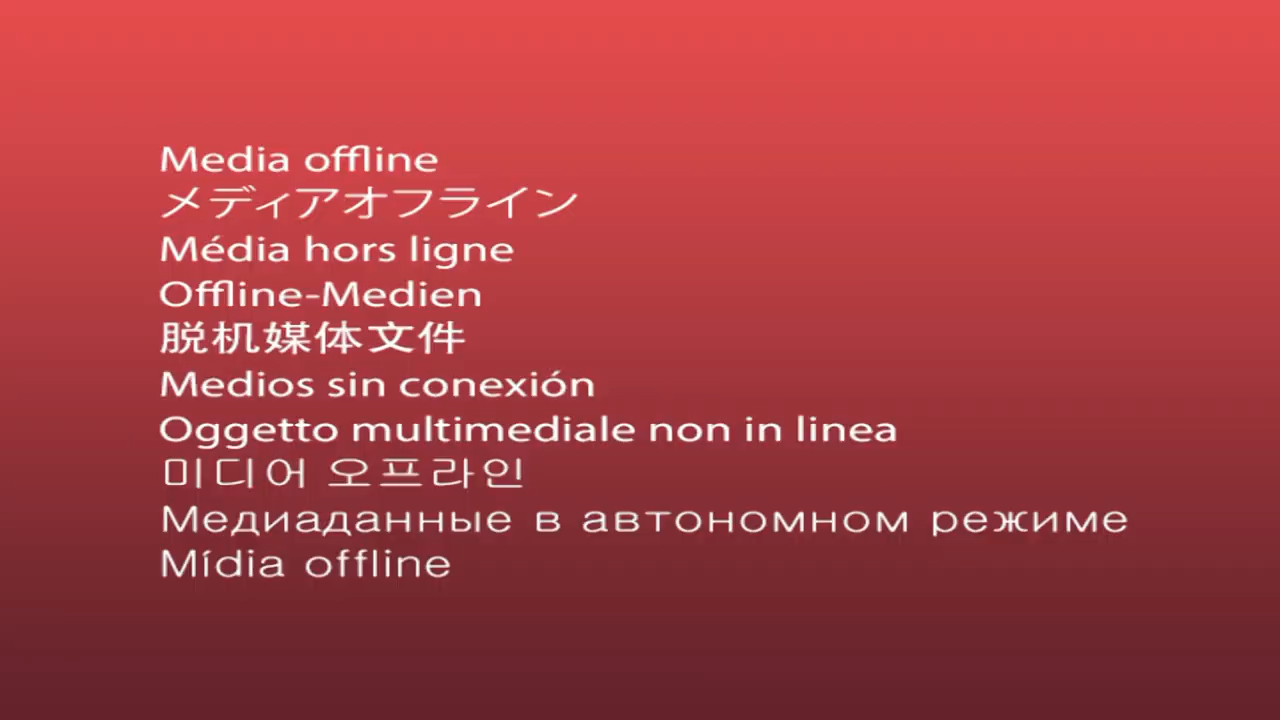 Media offline
メディアオフライン
Média hors ligne
Offline-Medien
脱机媒体文件
Medios sin conexión
Oggetto multimediale non in linea
미디어 오프라인
Медиаданные в автономном режиме
Mídia offline